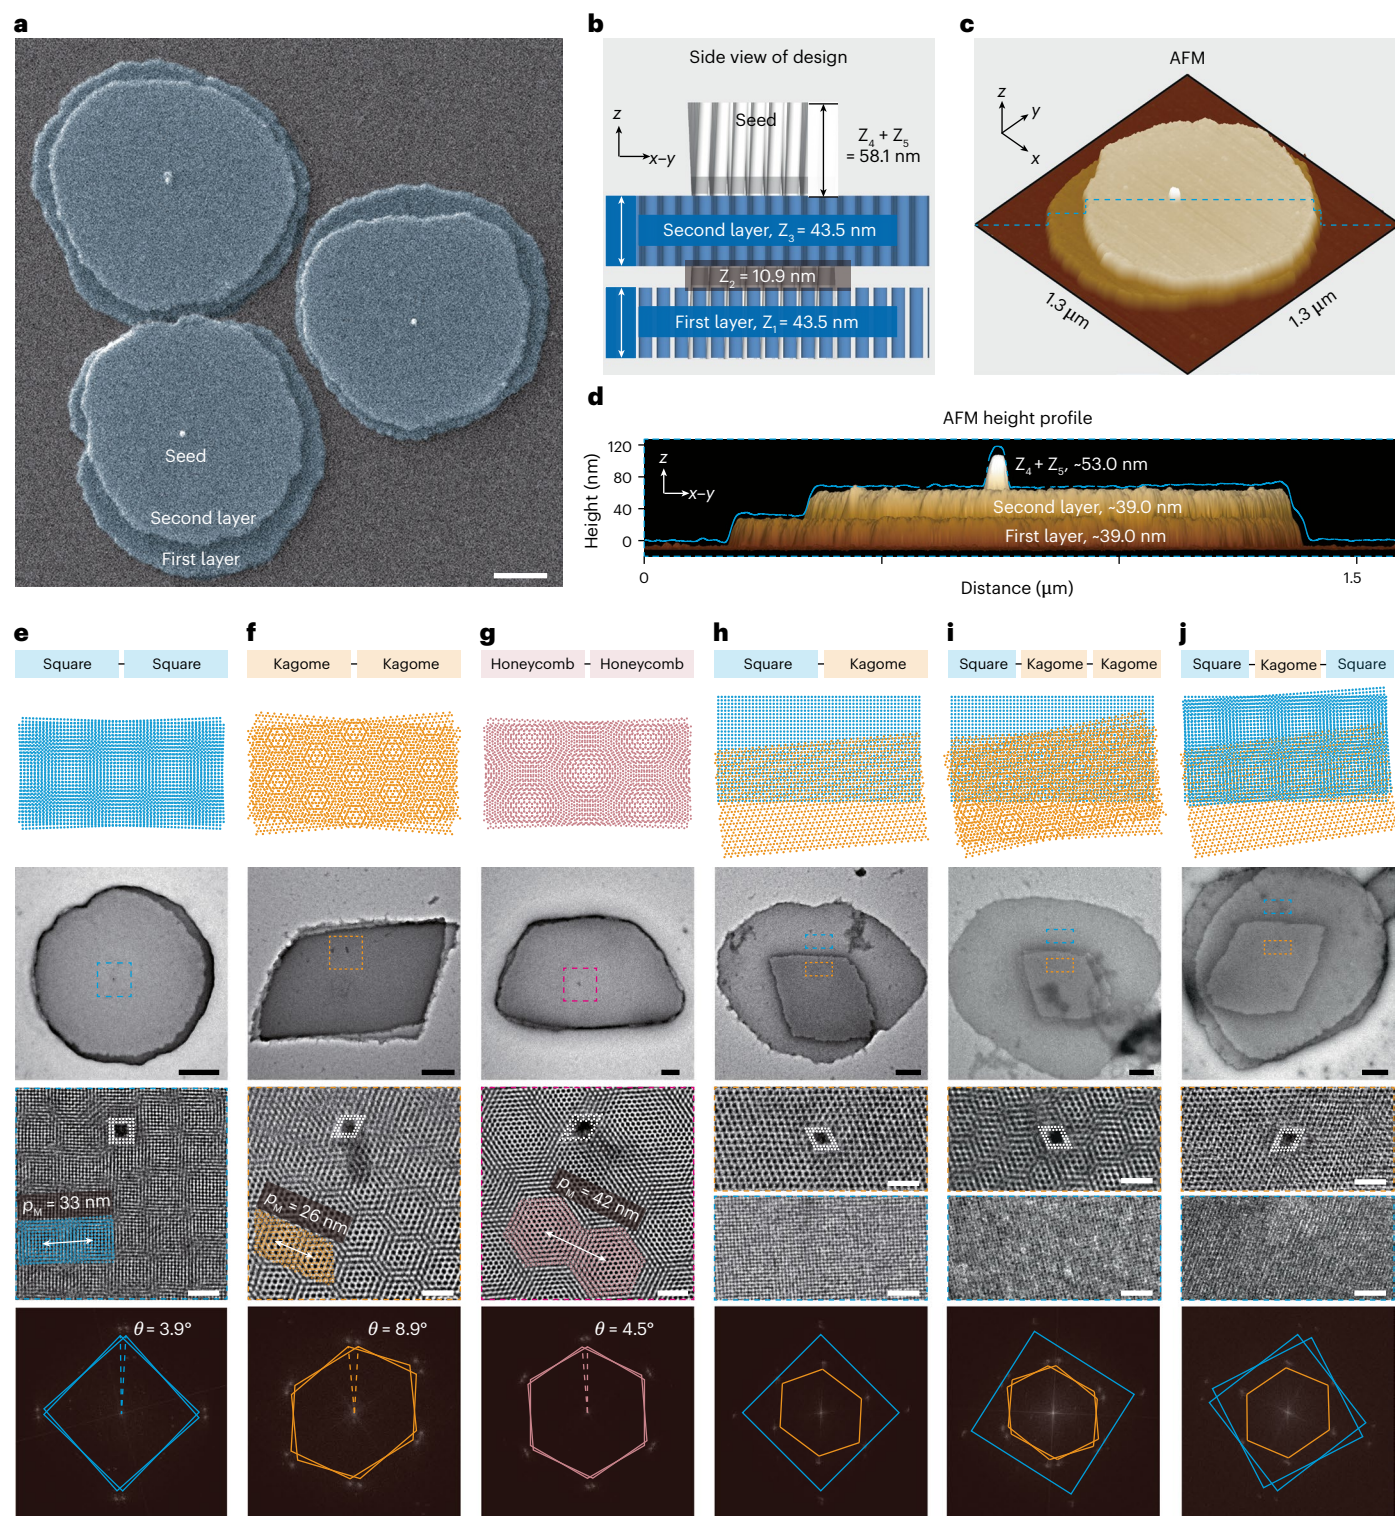 a
Seed
Second layer
First layer
b
Side view of design
z
x–y
Seed
Z4 + Z5
= 58.1 nm
Second layer, Z3 = 43.5 nm
Z2 = 10.9 nm
First layer, Z1 = 43.5 nm
c
AFM
z
y
x
1.3 μm
1.3 μm
d
AFM height profile
Height (nm)
120
80
40
0
z
x–y
Z4 + Z5, ~53.0 nm
Second layer, ~39.0 nm
First layer, ~39.0 nm
0
1.5
Distance (μm)
e
Square – Square
f
Kagome – Kagome
g
Honeycomb – Honeycomb
h
Square – Kagome
i
Square – Kagome – Kagome
j
Square – Kagome – Square
pM = 33 nm
pM = 26 nm
pM = 42 nm
θ = 3.9°
θ = 8.9°
θ = 4.5°